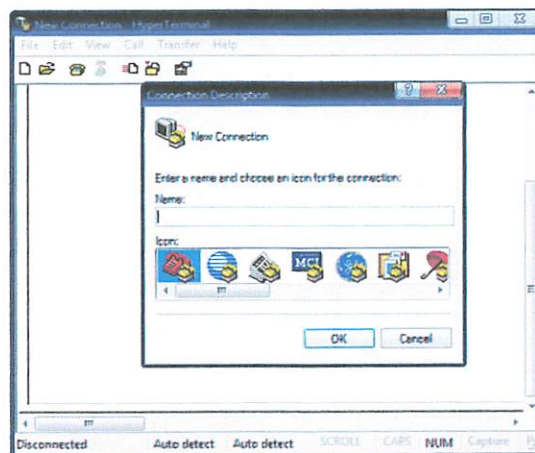 New Connection - HyperTerminal
File Edit View Call Transfer Help
Connection Description
New Connection
Enter a name and choose an icon for the connection:
Name:
Icon:
MCI
OK Cancel
Disconnected Auto detect Auto detect SCROLL CAPS NUM Capture